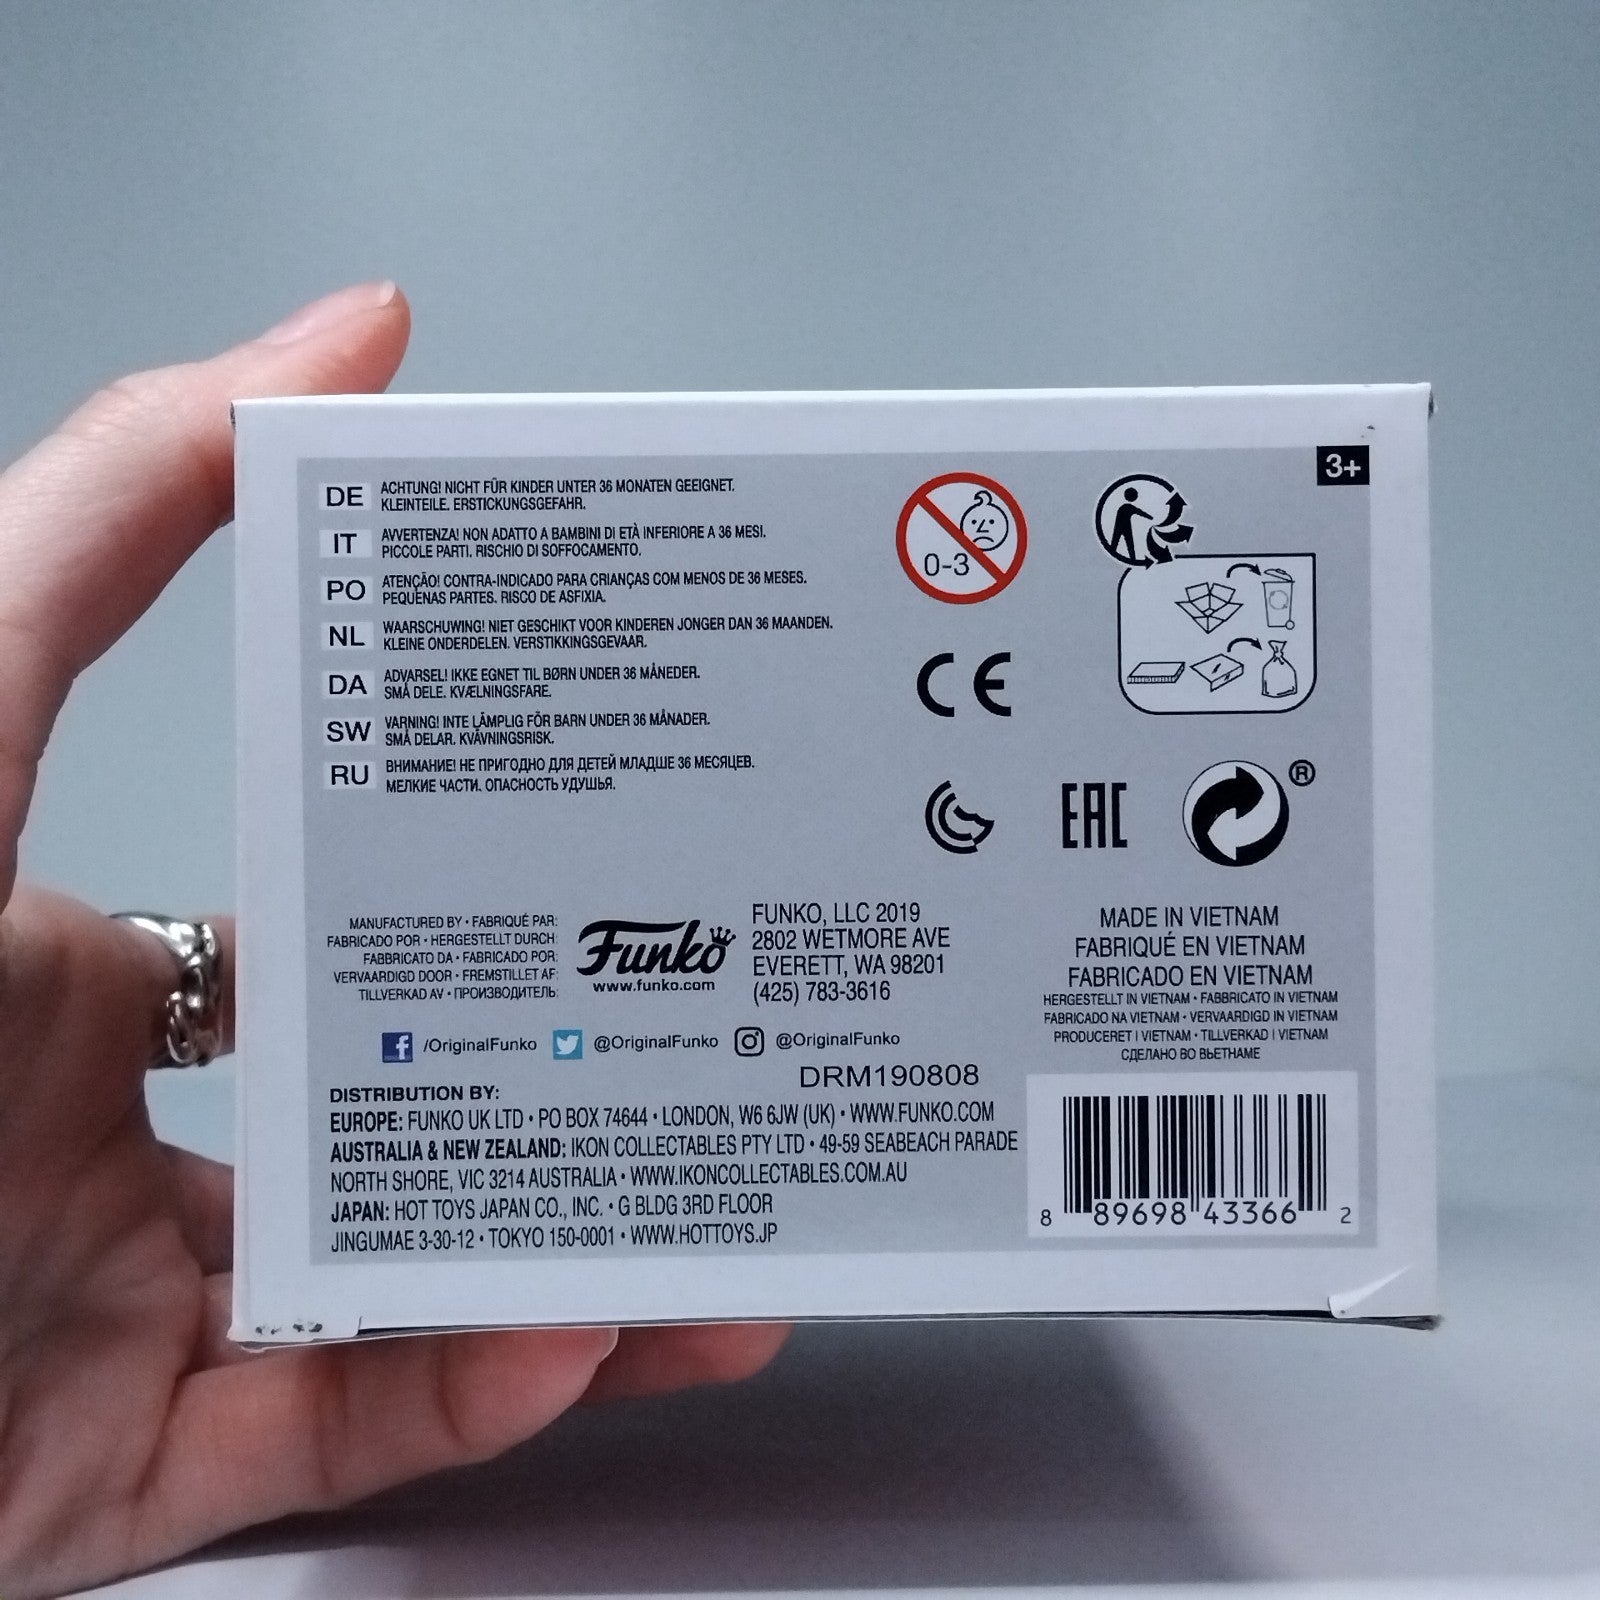 3+
DE ACHTUNG! NICHT FÜR KINDER UNTER 36 MONATEN GEEIGNET.
KLEINTEILE. ERSTICKUNGSGEFAHR.
IT AVVERTENZA! NON ADATTO A BAMBINI DI ETÀ INFERIORE A 36 MESI.
PICCOLE PARTI. RISCHIO DI SOFFOCAMENTO.
PO ATENÇÃO! CONTRA-INDICADO PARA CRIANÇAS COM MENOS DE 36 MESES.
PEQUENAS PARTES. RISCO DE ASFIXIA.
NL WAARSCHUWING! NIET GESCHIKT VOOR KINDEREN JONGER DAN 36 MAANDEN.
KLEINE ONDERDELEN. VERSTIKKINGSGEVAAR.
DA ADVARSEL! IKKE EGNET TIL BØRN UNDER 36 MÅNEDER.
SMÅ DELE. KVÆLNINGSFARE.
SW VARNING! INTE LÄMPLIG FÖR BARN UNDER 36 MÅNADER.
SMÅ DELAR. KVÄVNINGSRISK.
RU ВНИМАНИЕ! НЕ ПРИГОДНО ДЛЯ ДЕТЕЙ МЛАДШЕ 36 МЕСЯЦЕВ.
МЕЛКИЕ ЧАСТИ. ОПАСНОСТЬ УДУШЬЯ.
0-3
CE
EAC
®
MANUFACTURED BY • FABRIQUÉ PAR:
FABRICADO POR • HERGESTELLT DURCH:
FABBRICATO DA • FABRICADO POR:
VERVAARDIGD DOOR • FREMSTILLET AF:
TILLVERKAD AV • ПРОИЗВОДИТЕЛЬ:
Funko
www.funko.com
FUNKO, LLC 2019
2802 WETMORE AVE
EVERETT, WA 98201
(425) 783-3616
MADE IN VIETNAM
FABRIQUÉ EN VIETNAM
FABRICADO EN VIETNAM
HERGESTELLT IN VIETNAM • FABBRICATO IN VIETNAM
FABRICADO NA VIETNAM • VERVAARDIGD IN VIETNAM
PRODUCERET I VIETNAM • TILLVERKAD I VIETNAM
СДЕЛАНО ВО ВЬЕТНАМЕ
f /OriginalFunko @OriginalFunko @OriginalFunko
DRM190808
DISTRIBUTION BY:
EUROPE: FUNKO UK LTD • PO BOX 74644 • LONDON, W6 6JW (UK) • WWW.FUNKO.COM
AUSTRALIA & NEW ZEALAND: IKON COLLECTABLES PTY LTD • 49-59 SEABEACH PARADE
NORTH SHORE, VIC 3214 AUSTRALIA • WWW.IKONCOLLECTABLES.COM.AU
JAPAN: HOT TOYS JAPAN CO., INC. • G BLDG 3RD FLOOR
JINGUMAE 3-30-12 • TOKYO 150-0001 • WWW.HOTTOYS.JP
8 89698 43366 2